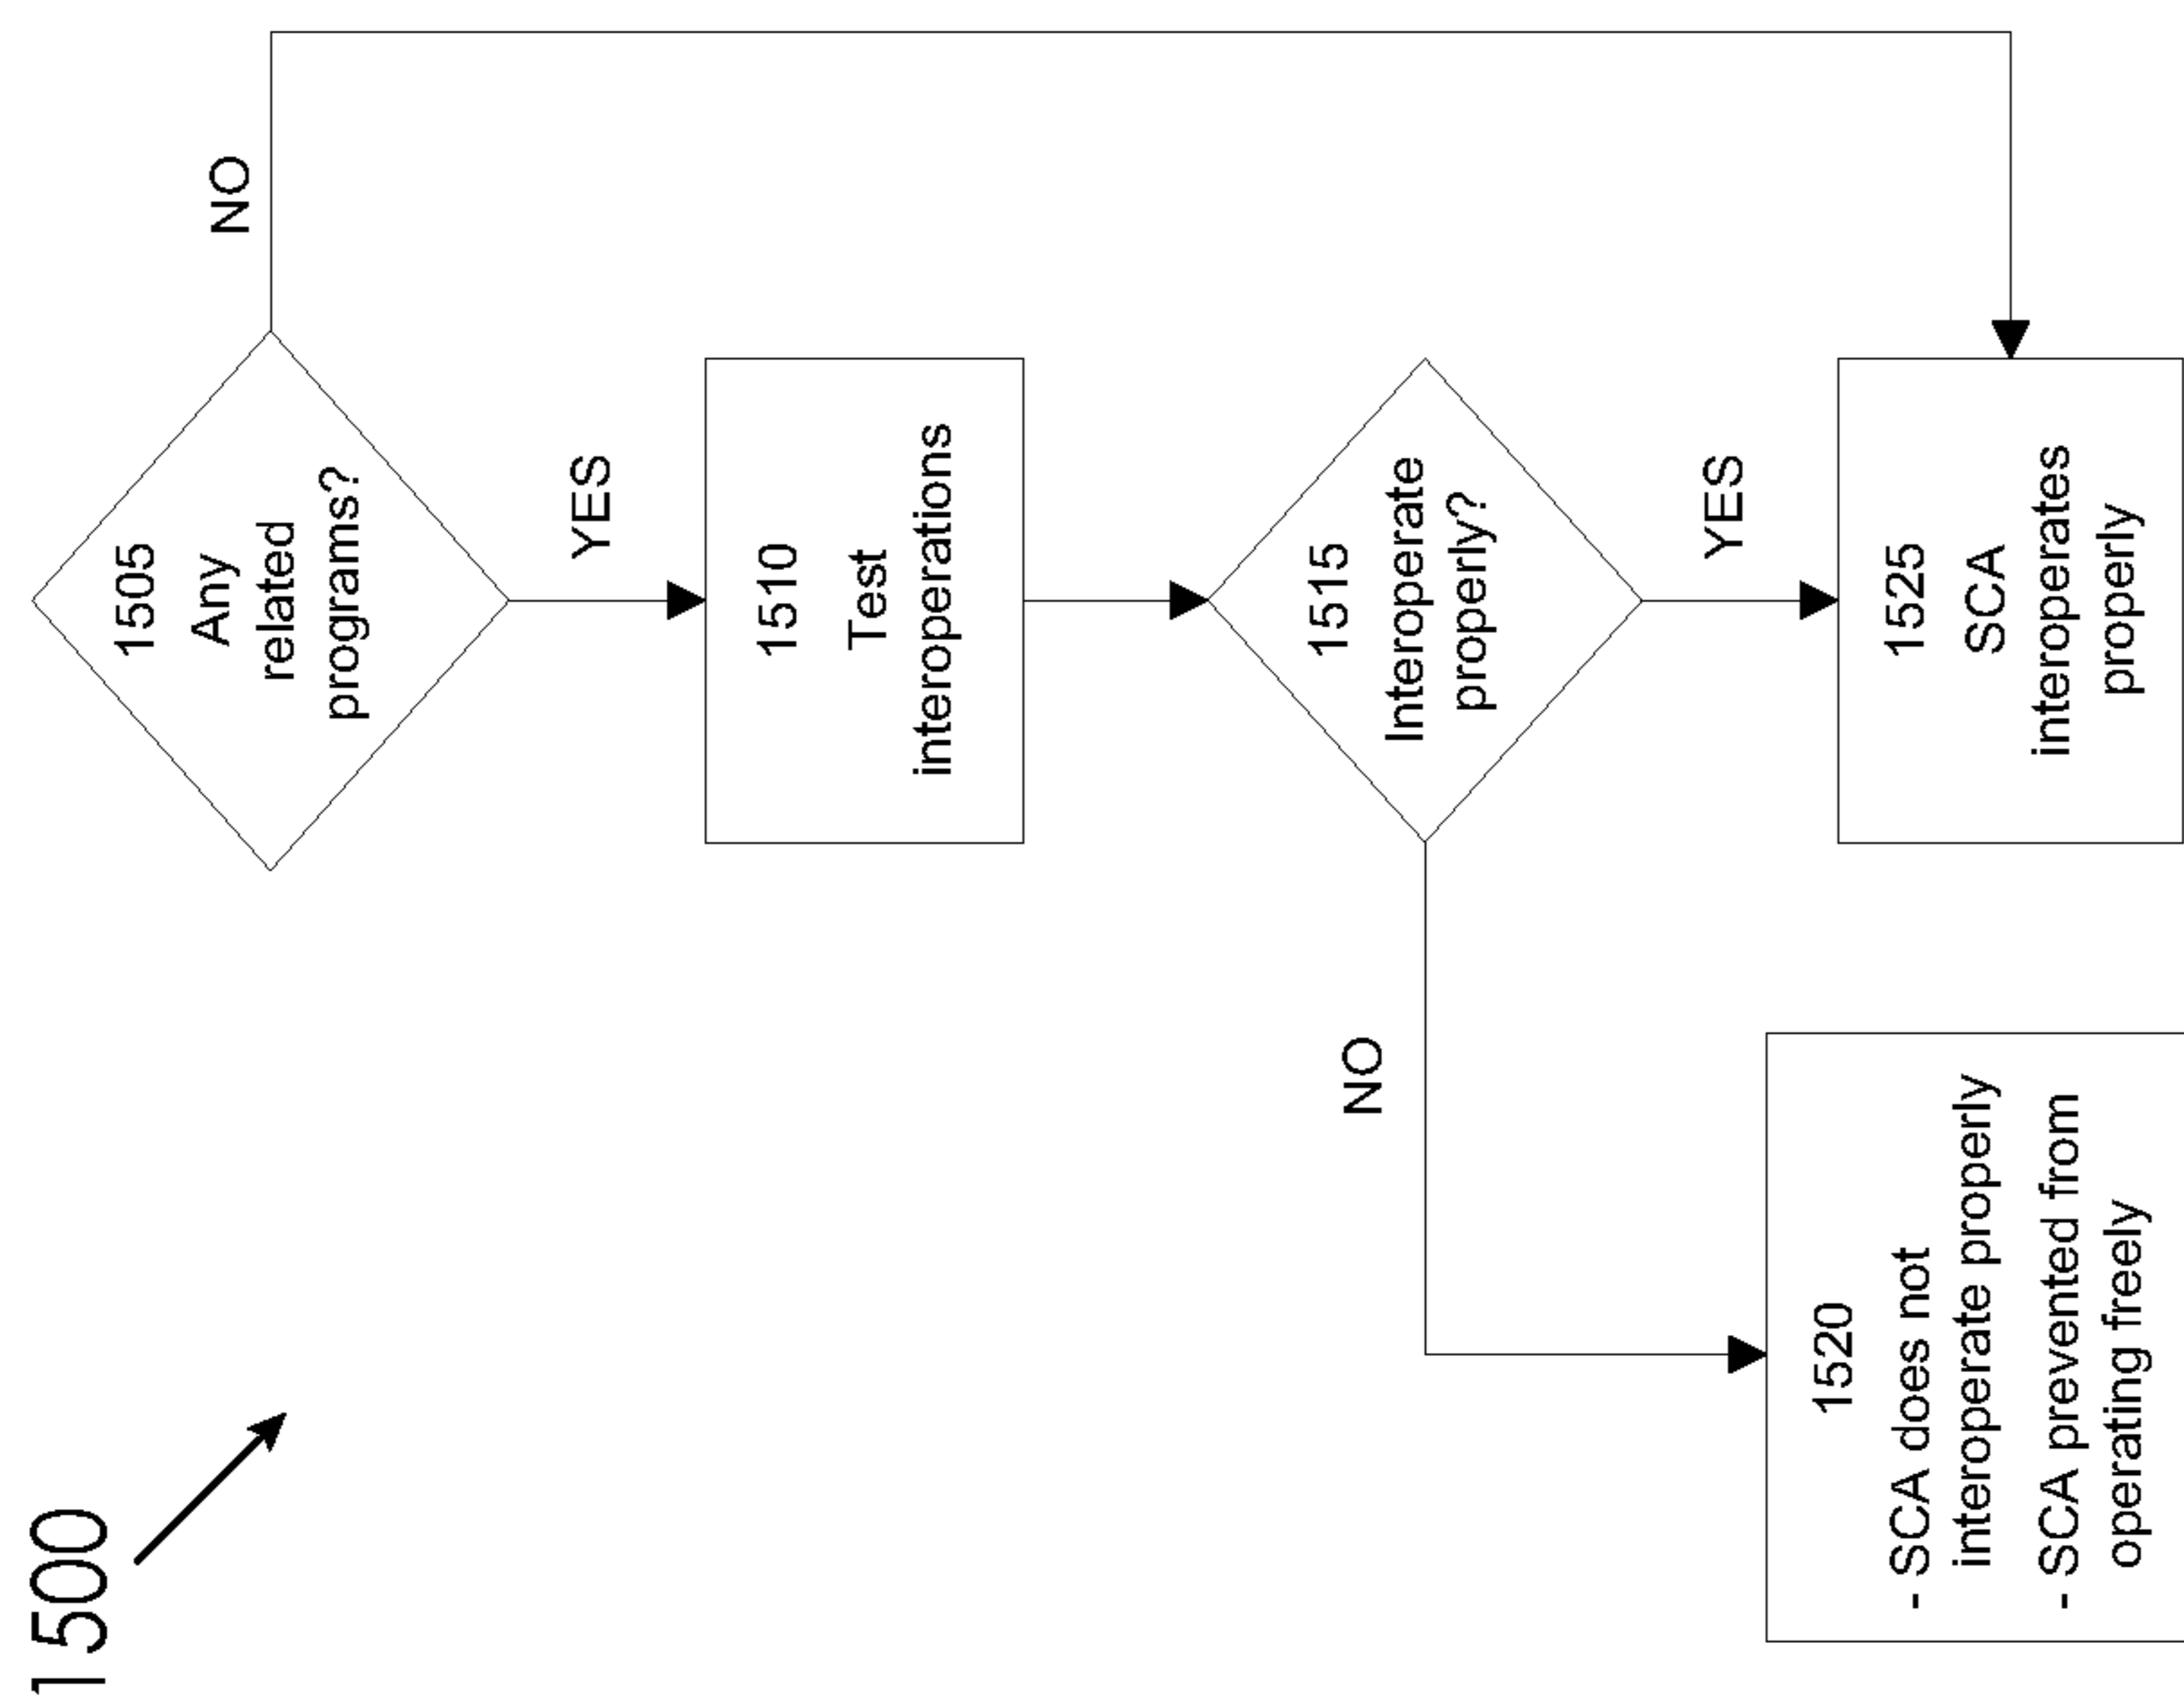 1500
1505
Any
related
programs?
NO
YES
1510
Test
interoperations
1515
Interoperate
properly?
NO
YES
1520
- SCA does not
interoperate properly
- SCA prevented from
operating freely
1525
SCA
interoperates
properly